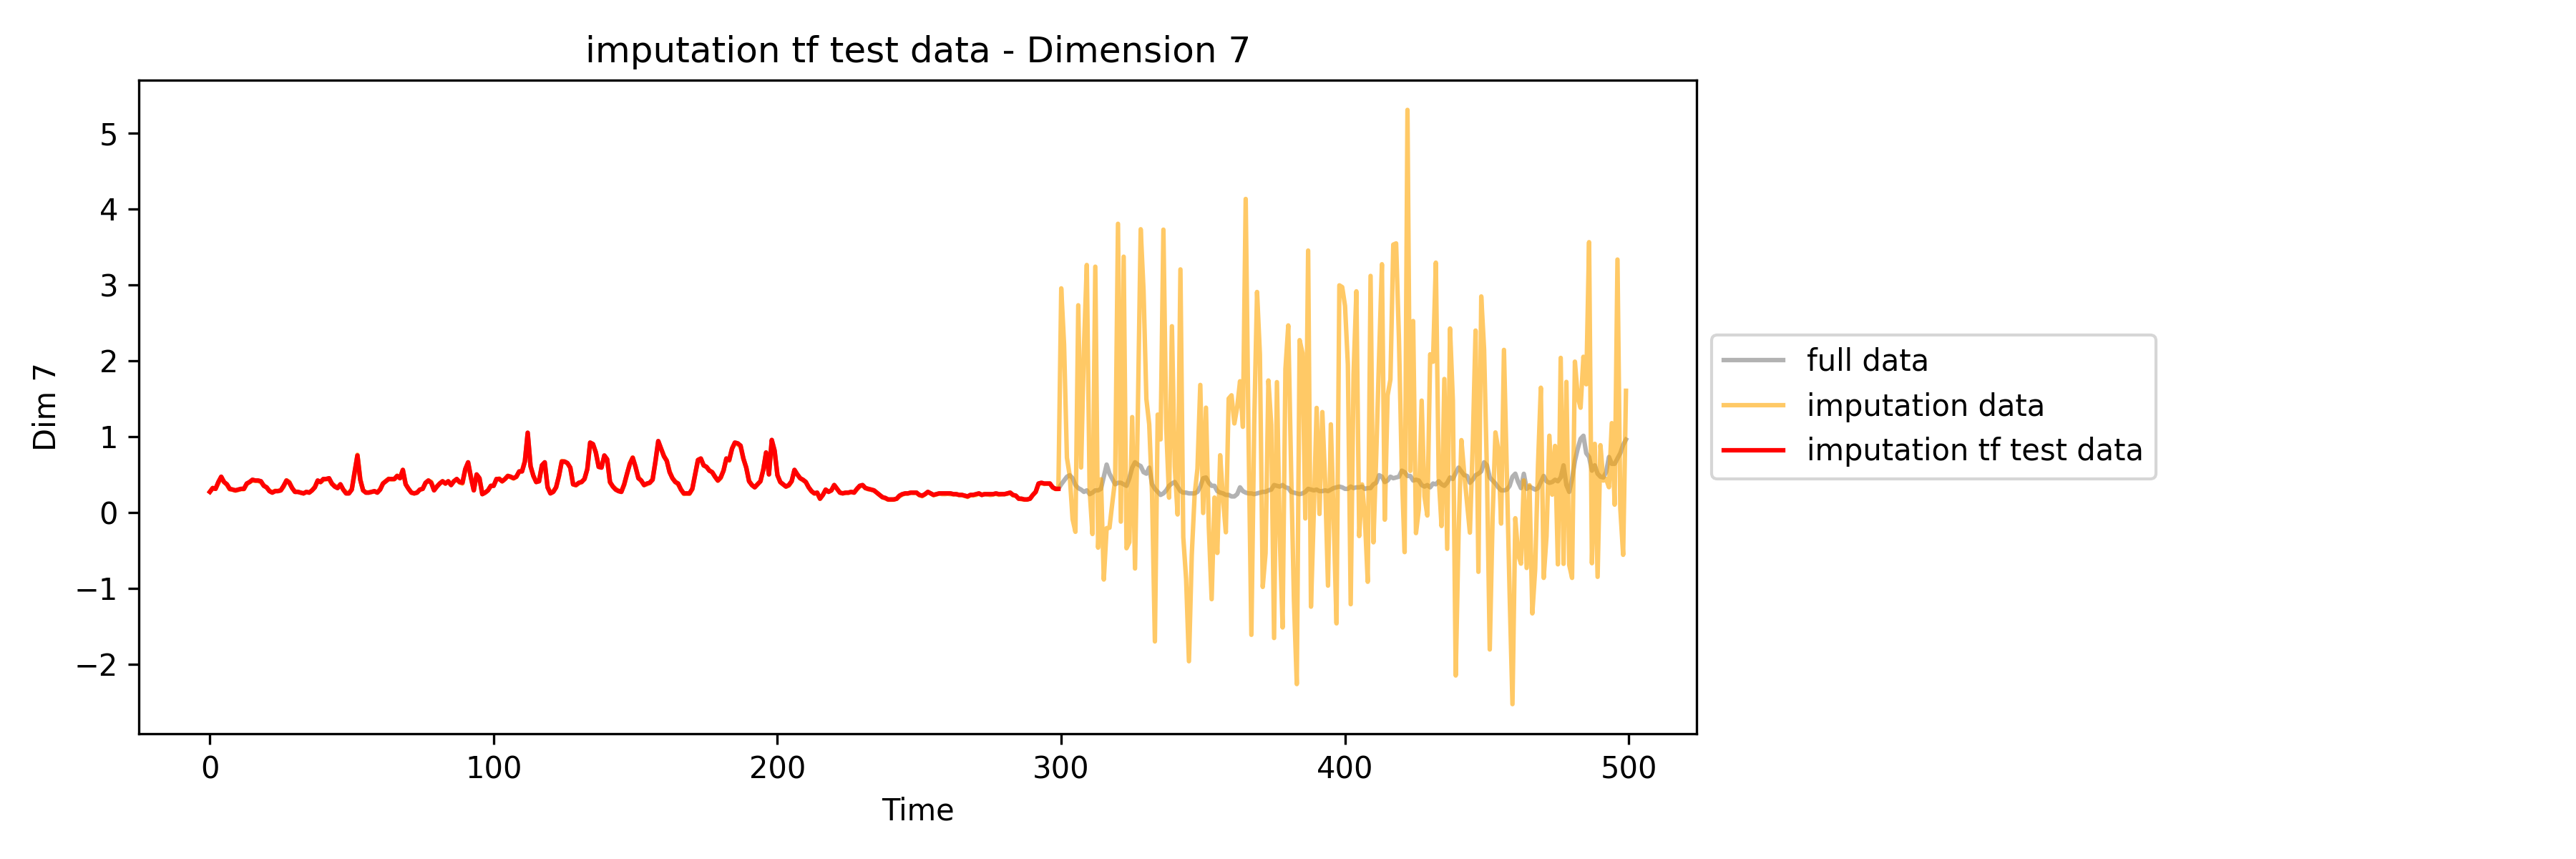 imputation tf test data - Dimension 7
Dim 7
5
4
3
2
1
0
−1
−2
0 100 200 300 400 500
Time
full data
imputation data
imputation tf test data